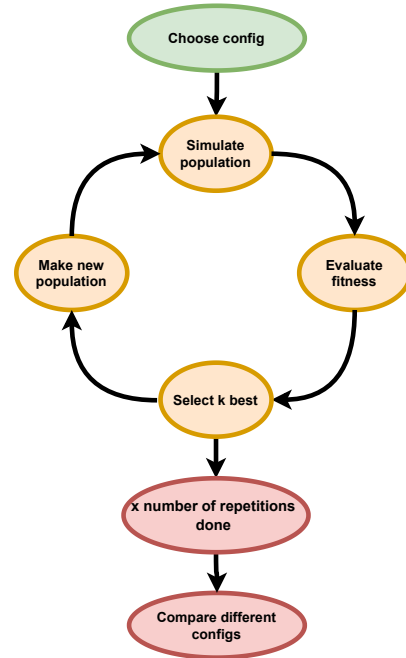 Choose config
Simulate
population
Make new
population
Evaluate
fitness
Select k best
x number of repetitions
done
Compare different
configs